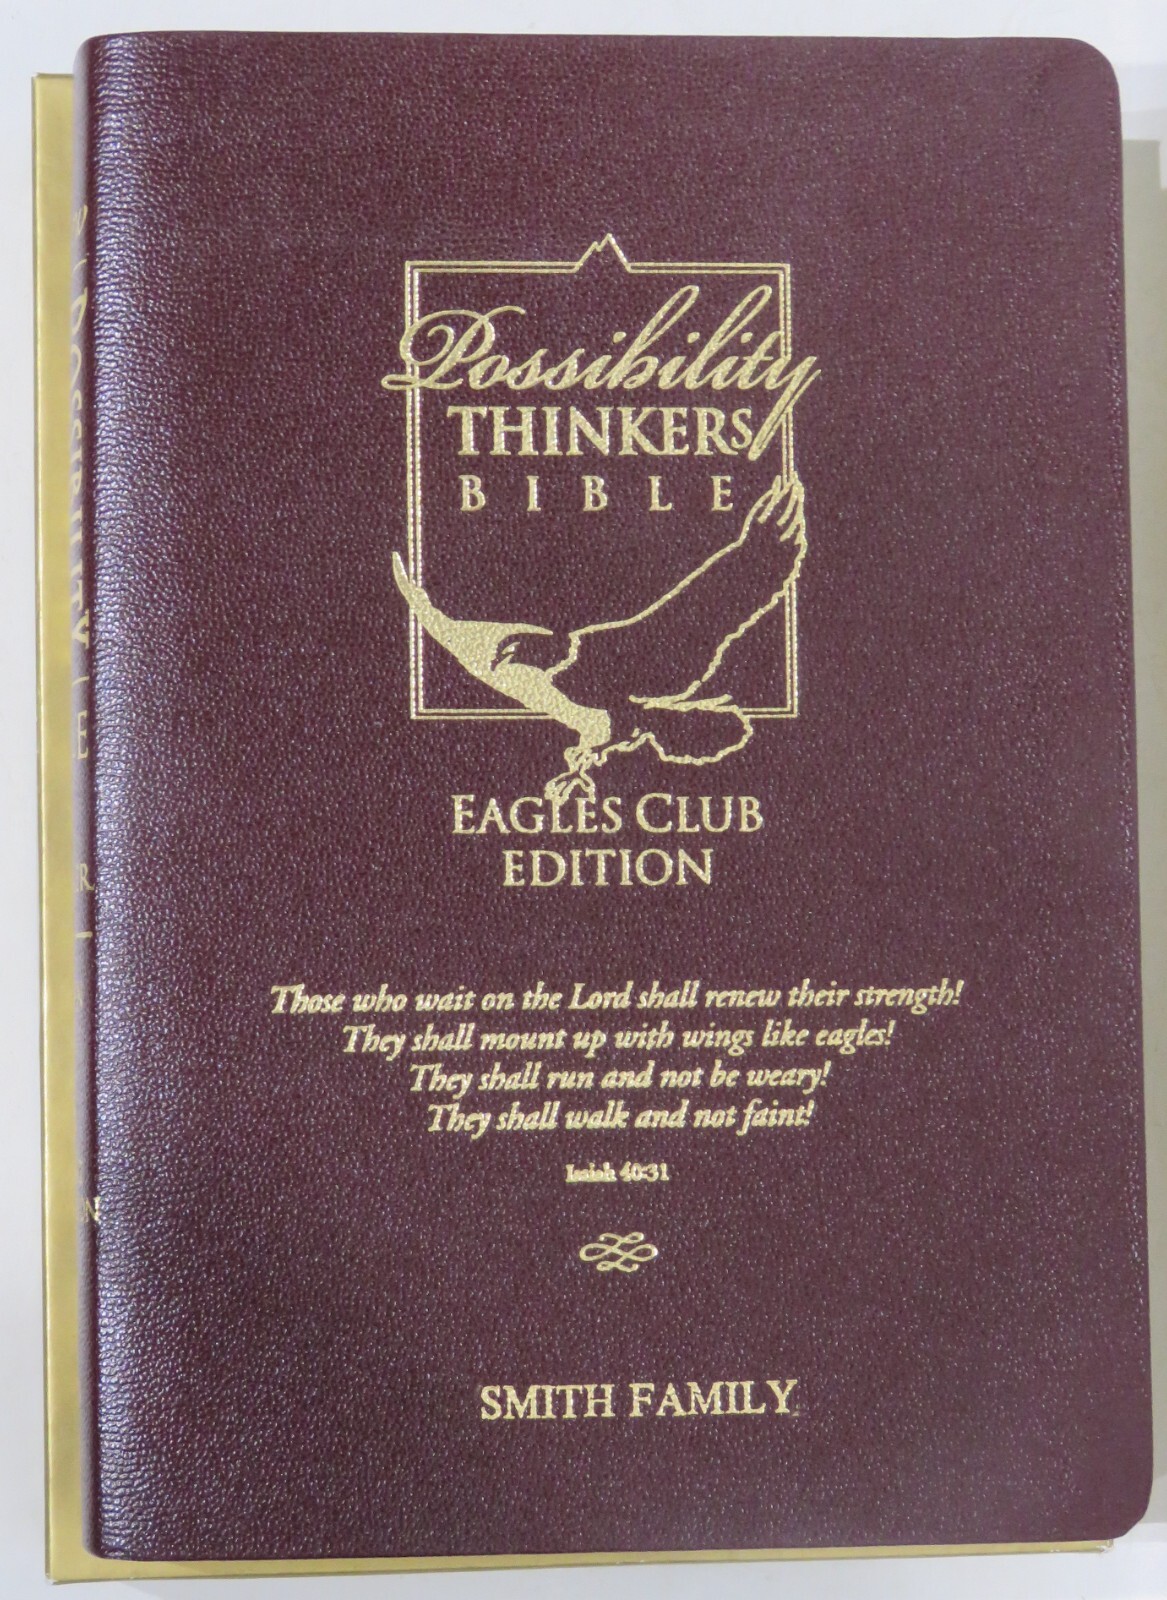 Possibility
THINKERS
BIBLE
EAGLES CLUB
EDITION
Those who wait on the Lord shall renew their strength!
They shall mount up with wings like eagles!
They shall run and not be weary!
They shall walk and not faint!
Isaiah 40:31
SMITH FAMILY